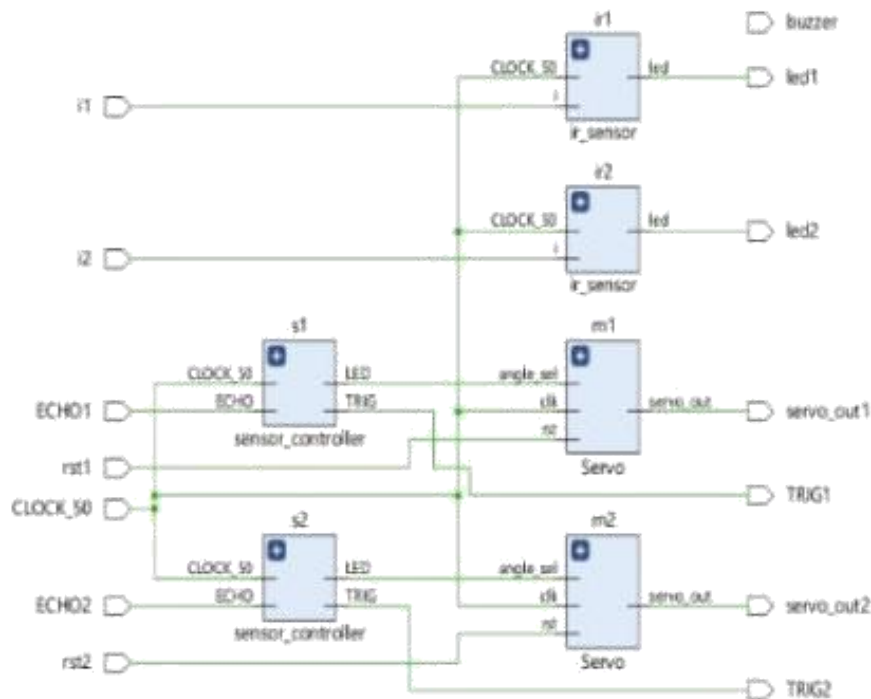 ir1
buzzer
CLOCK_50
led
led1
i1
i
ir_sensor
ir2
CLOCK_50
led
led2
i2
i
ir_sensor
s1
m1
CLOCK_50
LED
angle_sel
ECHO1
ECHO
TRIG
clk
servo_out
servo_out1
sensor_controller
rst
rst1
Servo
TRIG1
CLOCK_50
s2
m2
CLOCK_50
LED
angle_sel
ECHO2
ECHO
TRIG
clk
servo_out
servo_out2
sensor_controller
rst
rst2
Servo
TRIG2